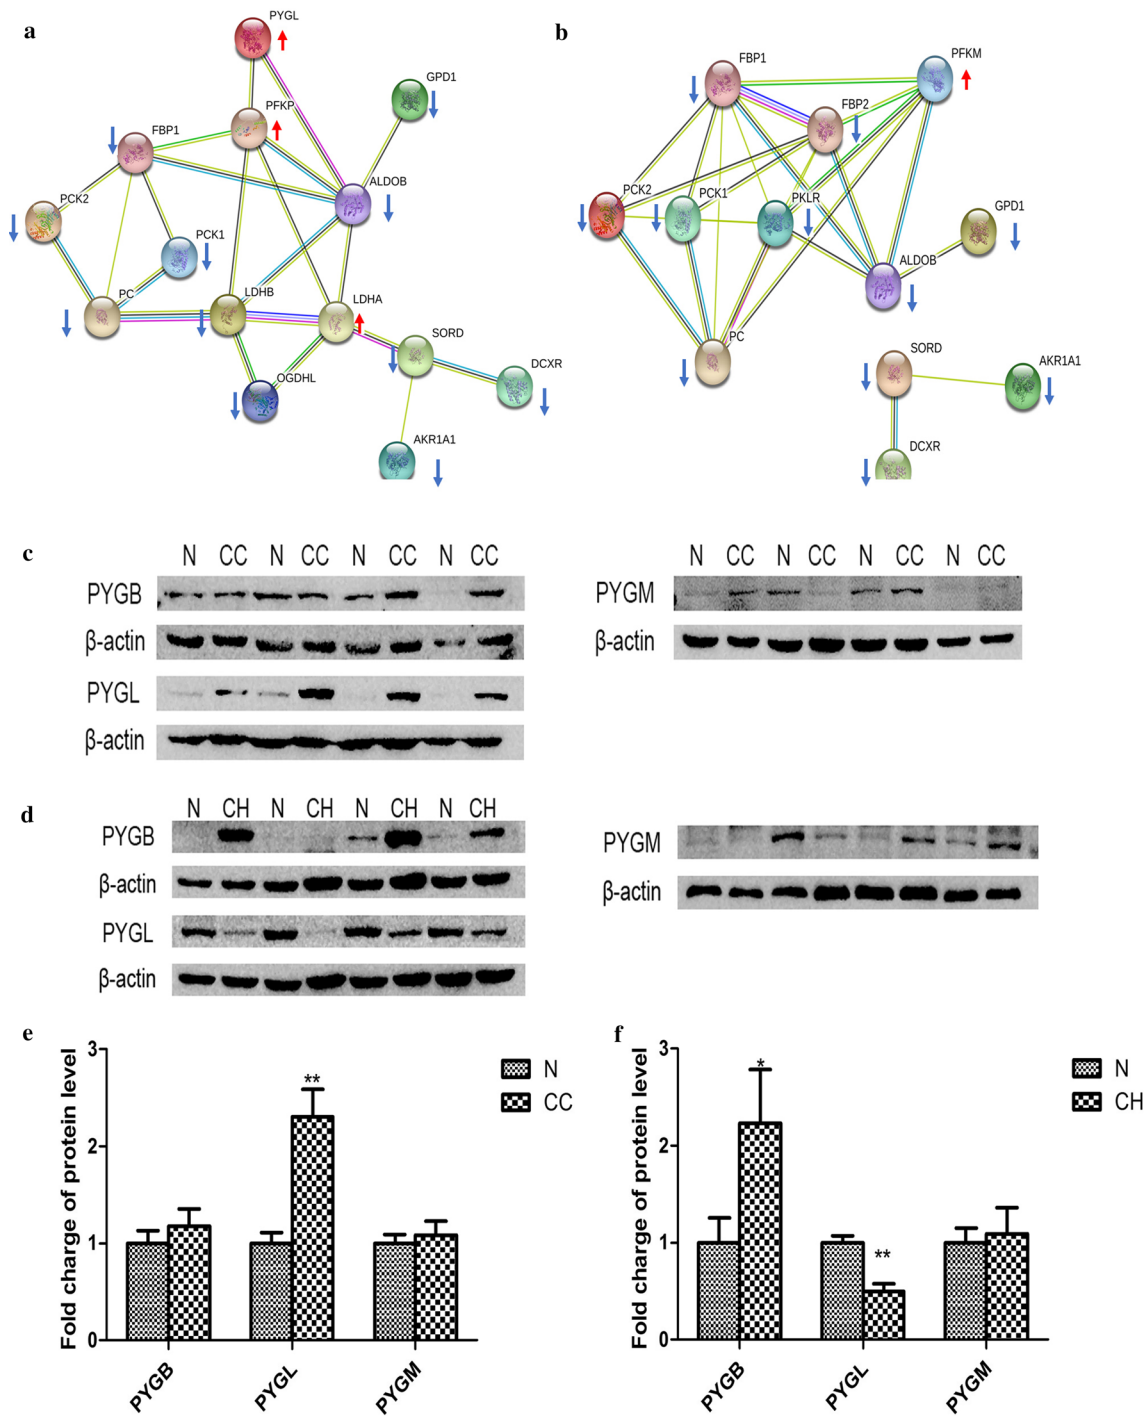 a
PYGL
GPD1
PFKP
FBP1
ALDOB
PCK2
PCK1
PC
LDHB
LDHA
SORD
OGDHL
DCXR
AKR1A1
b
FBP1
PFKM
FBP2
PCK2
PCK1
PKLR
GPD1
ALDOB
PC
SORD
AKR1A1
DCXR
c
N CC N CC N CC N CC
PYGB
β-actin
PYGL
β-actin
N CC N CC N CC N CC
PYGM
β-actin
d
N CH N CH N CH N CH
PYGB
β-actin
PYGL
β-actin
PYGM
β-actin
e
Fold charge of protein level
3
2
1
0
**
N
CC
PYGB PYGL PYGM
f
Fold charge of protein level
3
2
1
0
*
**
N
CH
PYGB PYGL PYGM